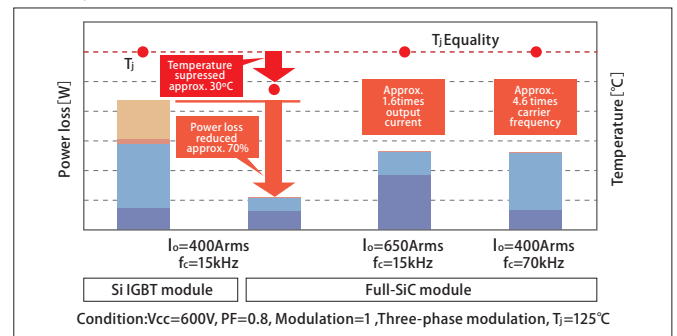 Tj Equality
Tj
Temperature
supressed
approx. 30ºC
Power loss
reduced
approx. 70%
Approx.
1.6times
output
current
Approx.
4.6 times
carrier
frequency
Power loss [W]
Temperature [℃]
Io=400Arms
fc=15kHz
Io=650Arms
fc=15kHz
Io=400Arms
fc=70kHz
Si IGBT module
Full-SiC module
Condition:Vcc=600V, PF=0.8, Modulation=1 ,Three-phase modulation, Tj=125℃